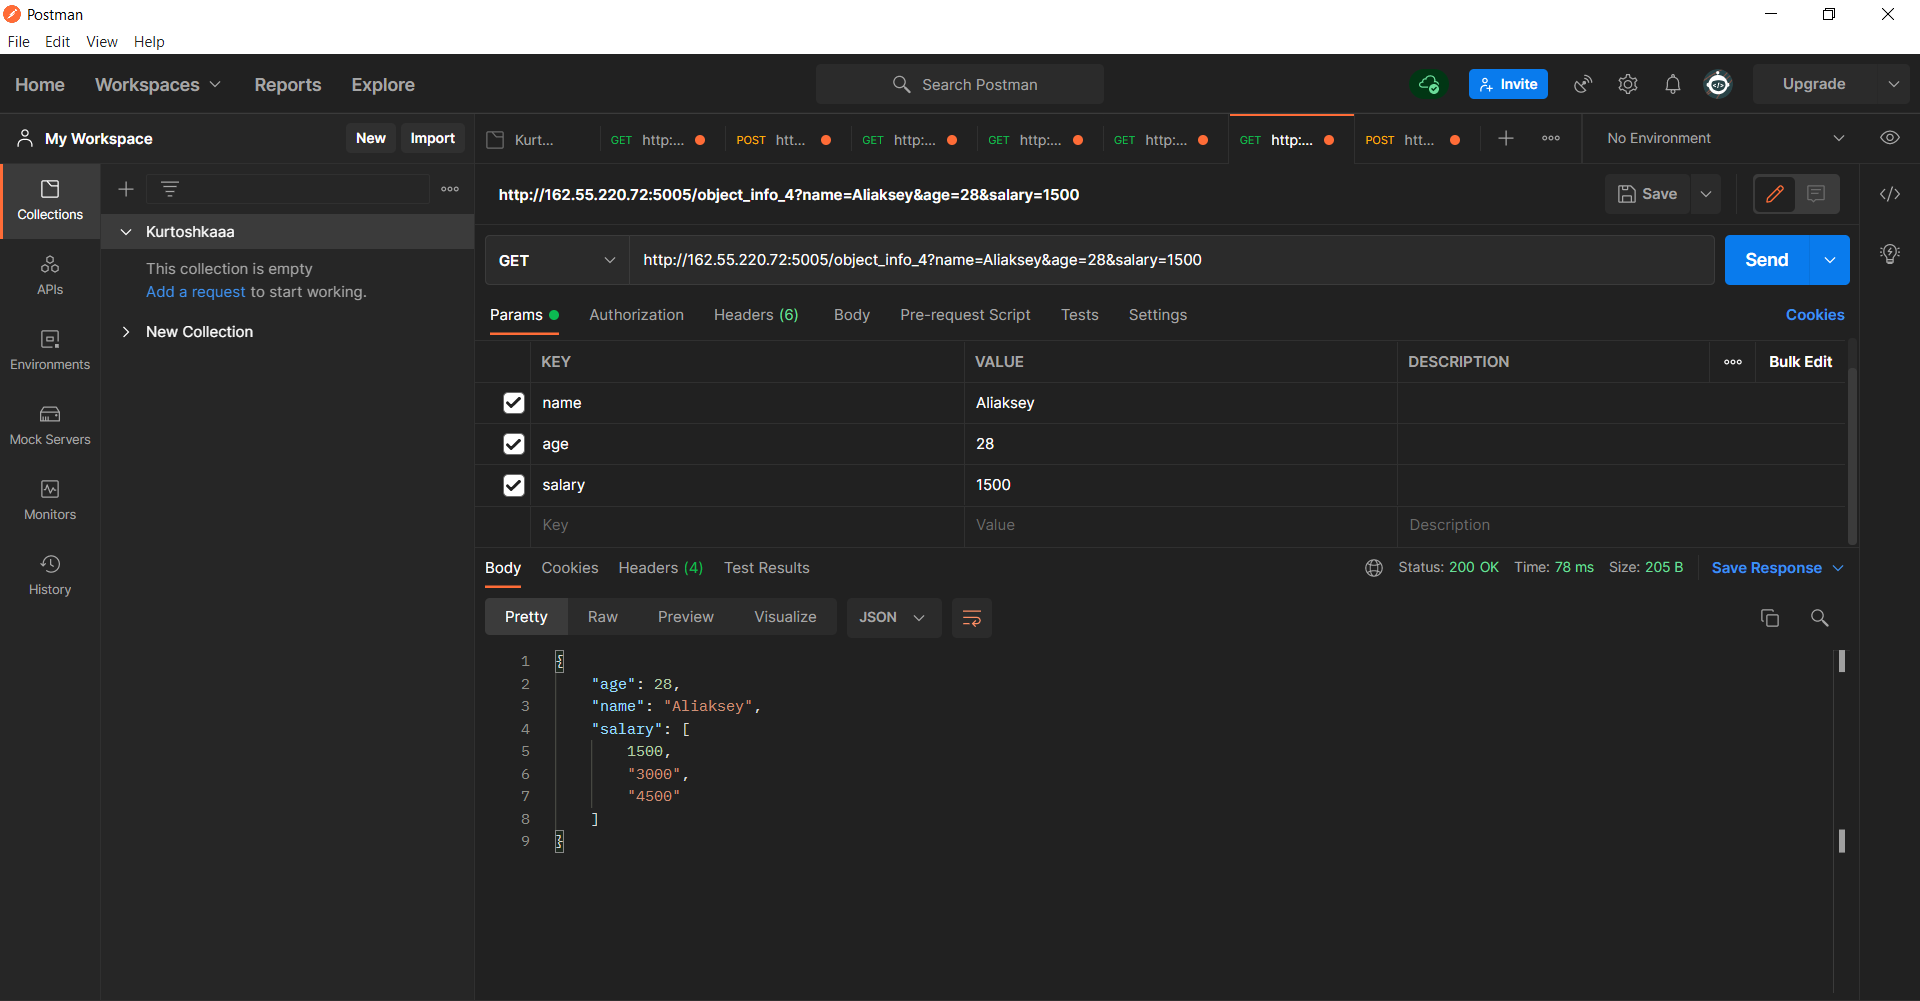 Postman
File Edit View Help
Home Workspaces Reports Explore Search Postman Invite Upgrade
My Workspace New Import Kurt... GET http:... POST htt... GET http:... GET http:... GET http:... GET http:... POST htt... No Environment
Collections
APIs
Environments
Mock Servers
Monitors
History
Kurtoshkaaa
This collection is empty
Add a request to start working.
New Collection
http://162.55.220.72:5005/object_info_4?name=Aliaksey&age=28&salary=1500 Save
GET http://162.55.220.72:5005/object_info_4?name=Aliaksey&age=28&salary=1500 Send
Params Authorization Headers (6) Body Pre-request Script Tests Settings Cookies
KEY VALUE DESCRIPTION Bulk Edit
name Aliaksey
age 28
salary 1500
Key Value Description
Body Cookies Headers (4) Test Results Status: 200 OK Time: 78 ms Size: 205 B Save Response
Pretty Raw Preview Visualize JSON
1 {
2 "age": 28,
3 "name": "Aliaksey",
4 "salary": [
5 1500,
6 "3000",
7 "4500"
8 ]
9 }